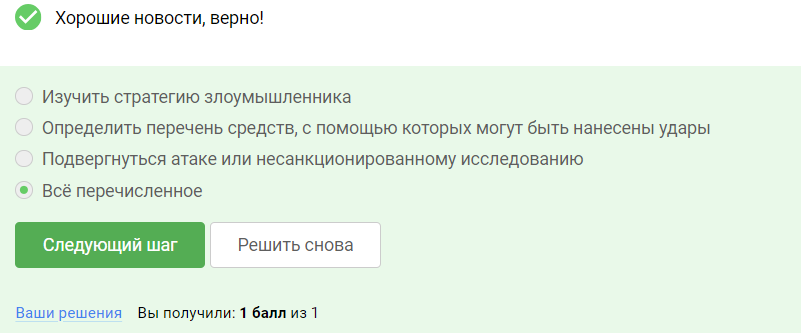 Хорошие новости, верно!
Изучить стратегию злоумышленника
Определить перечень средств, с помощью которых могут быть нанесены удары
Подвергнуться атаке или несанкционированному исследованию
Всё перечисленное
Следующий шаг Решить снова
Ваши решения Вы получили: 1 балл из 1